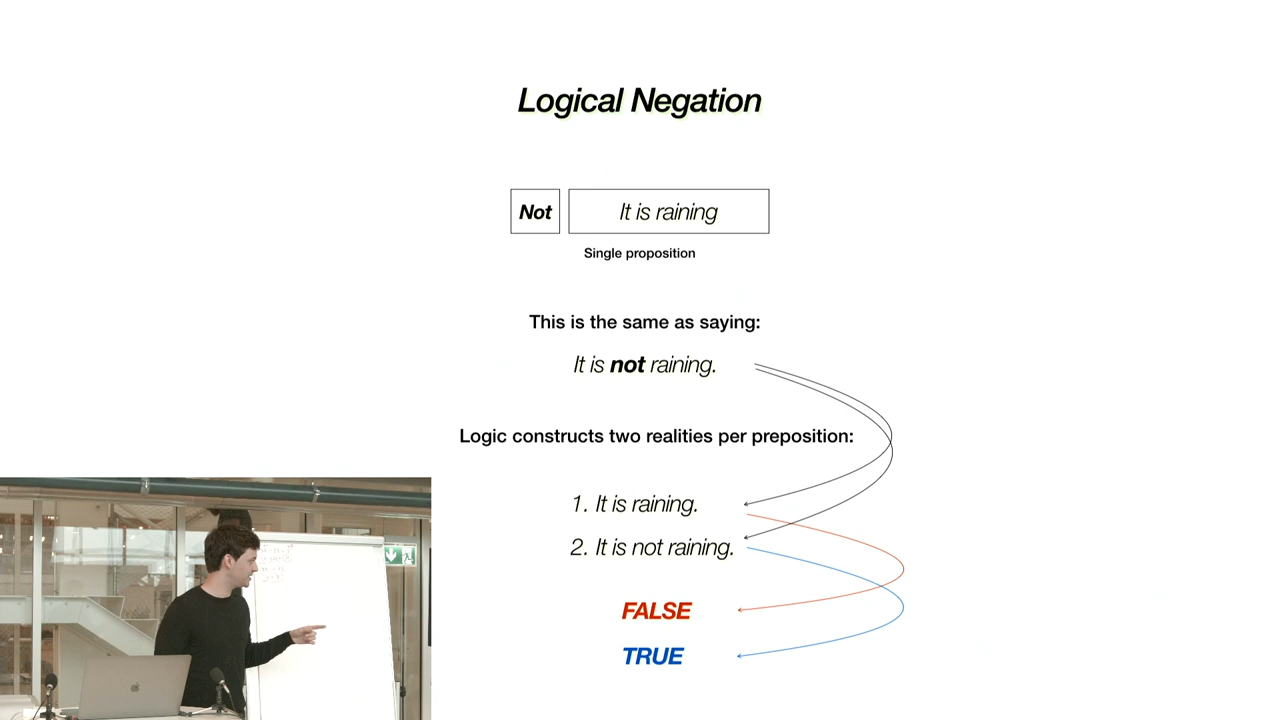 Logical Negation
Not It is raining
Single proposition
This is the same as saying:
It is not raining.
Logic constructs two realities per preposition:
1. It is raining.
2. It is not raining.
FALSE
TRUE